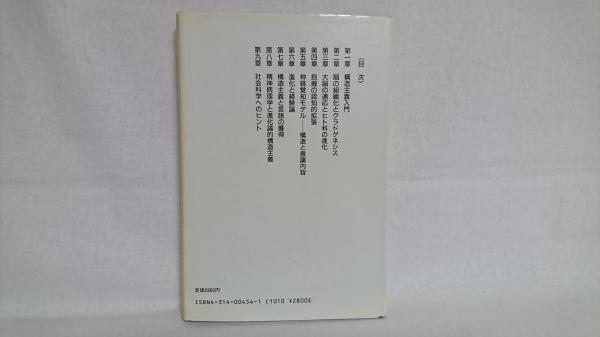 〈目 次〉
第一章 構造主義入門
第二章 脳の組織化とクラドゲネシス
第三章 大脳の適応とヒト科の進化
第四章 抱握の認知的拡張
第五章 神経覚知モデル──構造と意識内容
第六章 進化と経験論
第七章 構造主義と言語の獲得
第八章 精神病理学と進化論的構造主義
第九章 社会科学へのヒント
定価2800円
ISBN4-314-00454-1 C1010 ¥2800E